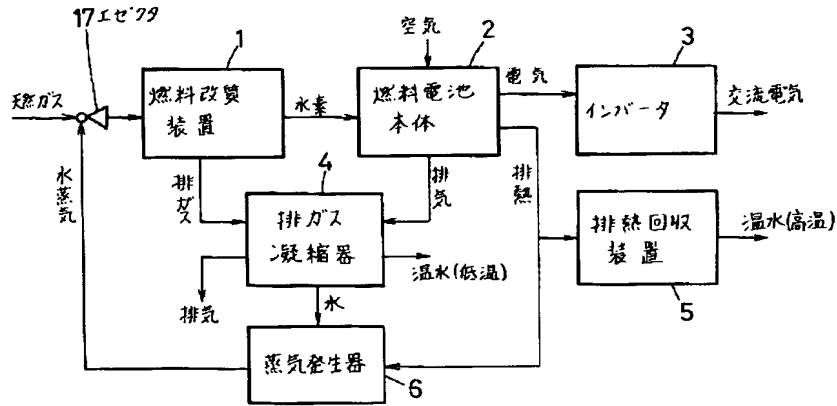 17エゼクタ
天然ガス
1
燃料改質
装置
水素
空気
2
燃料電池
本体
電気
3
インバータ
交流電気
水蒸気
排ガス
4
排ガス
凝縮器
排気
排熱
排熱回収
装置
5
温水(高温)
排気
温水(低温)
水
蒸気発生器
6